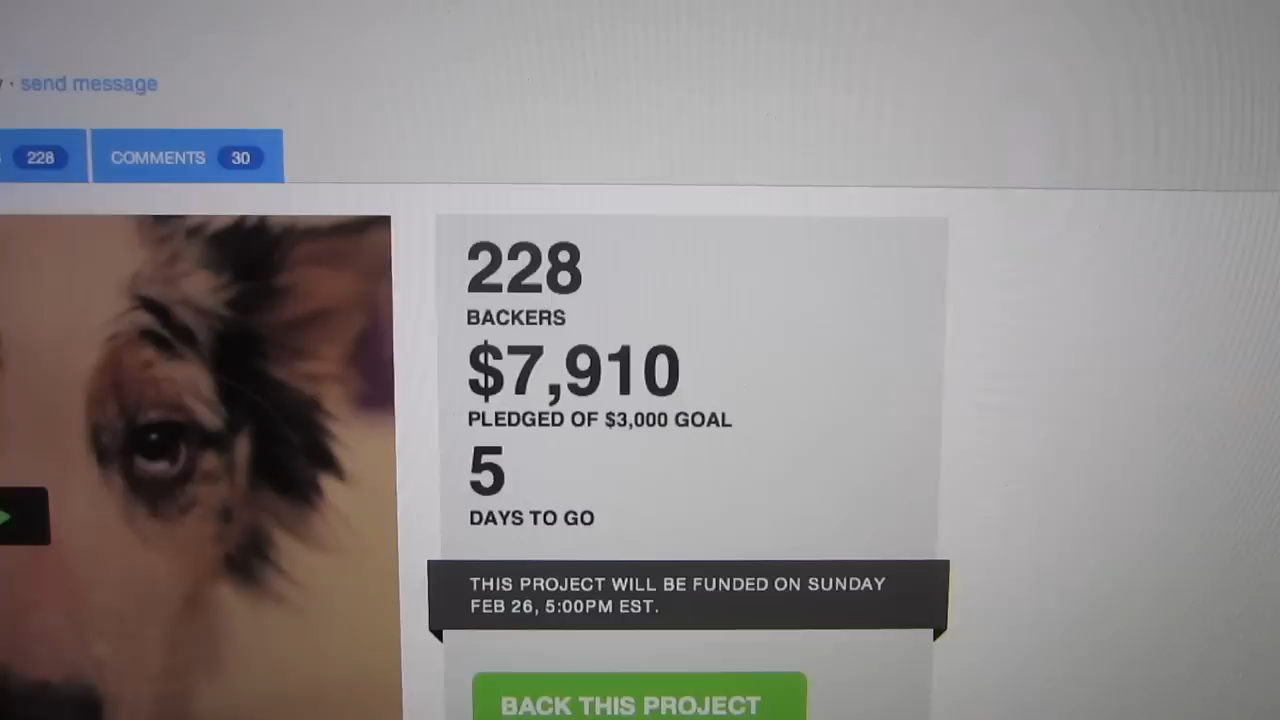 · send message
228
COMMENTS 30
228
BACKERS
$7,910
PLEDGED OF $3,000 GOAL
5
DAYS TO GO
THIS PROJECT WILL BE FUNDED ON SUNDAY
FEB 26, 5:00PM EST.
BACK THIS PROJECT